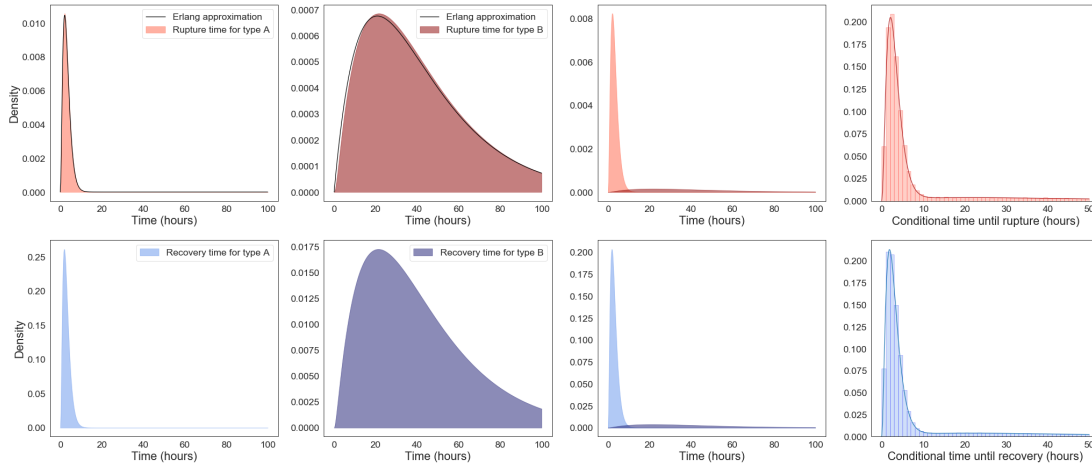 Erlang approximation
Rupture time for type A
0.010
0.008
0.006
0.004
0.002
0.000
Density
0 20 40 60 80 100
Time (hours)
Erlang approximation
Rupture time for type B
0.0007
0.0006
0.0005
0.0004
0.0003
0.0002
0.0001
0.0000
0 20 40 60 80 100
Time (hours)
0.008
0.006
0.004
0.002
0.000
0 20 40 60 80 100
Time (hours)
0.200
0.175
0.150
0.125
0.100
0.075
0.050
0.025
0.000
0 10 20 30 40 50
Conditional time until rupture (hours)
Recovery time for type A
0.25
0.20
0.15
0.10
0.05
0.00
Density
0 20 40 60 80 100
Time (hours)
Recovery time for type B
0.0175
0.0150
0.0125
0.0100
0.0075
0.0050
0.0025
0.0000
0 20 40 60 80 100
Time (hours)
0.200
0.175
0.150
0.125
0.100
0.075
0.050
0.025
0.000
0 20 40 60 80 100
Time (hours)
0.200
0.175
0.150
0.125
0.100
0.075
0.050
0.025
0.000
0 10 20 30 40 50
Conditional time until recovery (hours)